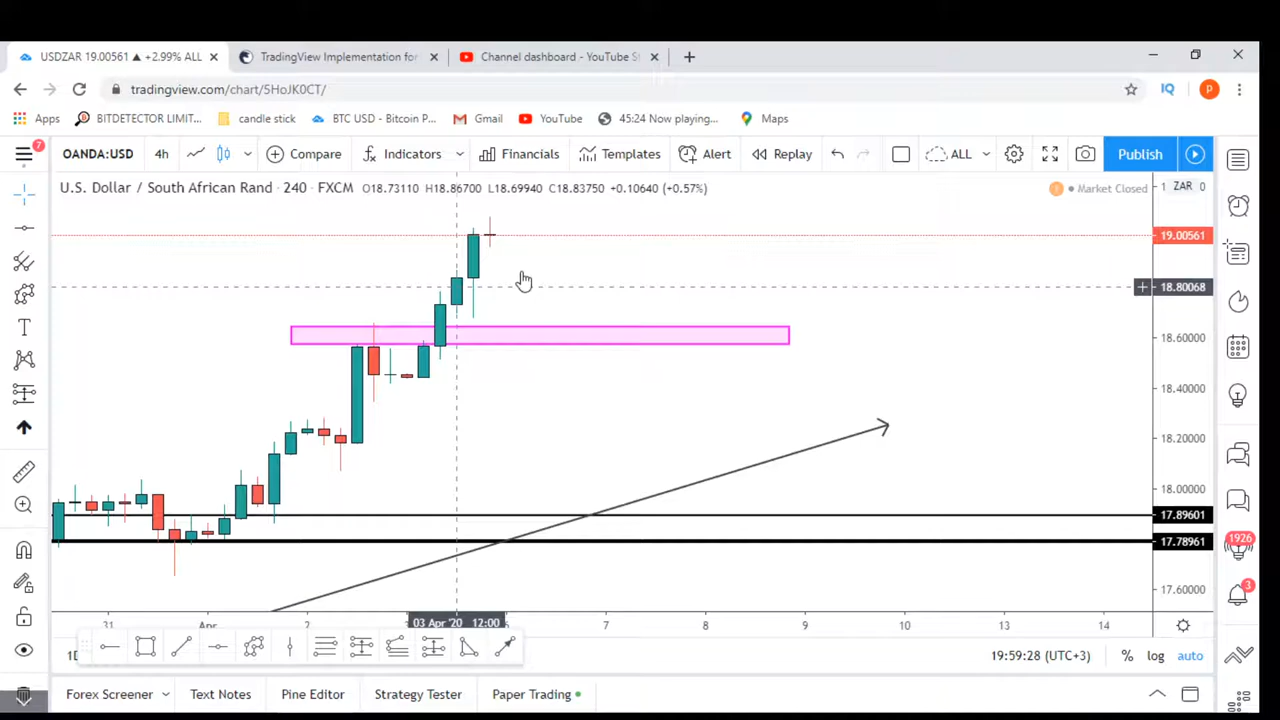 USDZAR 19.00561 ▲ +2.99% ALL
TradingView Implementation for
Channel dashboard - YouTube St
tradingview.com/chart/5HoJK0CT/
IQ
P
Apps
BITDETECTOR LIMIT...
candle stick
BTC USD - Bitcoin P...
Gmail
YouTube
45:24 Now playing...
Maps
7
OANDA:USD
4h
Compare
Indicators
Financials
Templates
Alert
Replay
ALL
Publish
U.S. Dollar / South African Rand · 240 · FXCM O18.73110 H18.86700 L18.69940 C18.83750 +0.10640 (+0.57%)
Market Closed
1 ZAR 0
19.00561
18.80068
18.60000
18.40000
18.20000
18.00000
17.89601
17.78961
17.60000
1926
3
31
Apr
2
03 Apr '20 12:00
6
7
8
9
10
13
14
1D
19:59:28 (UTC+3)
%
log
auto
Forex Screener
Text Notes
Pine Editor
Strategy Tester
Paper Trading